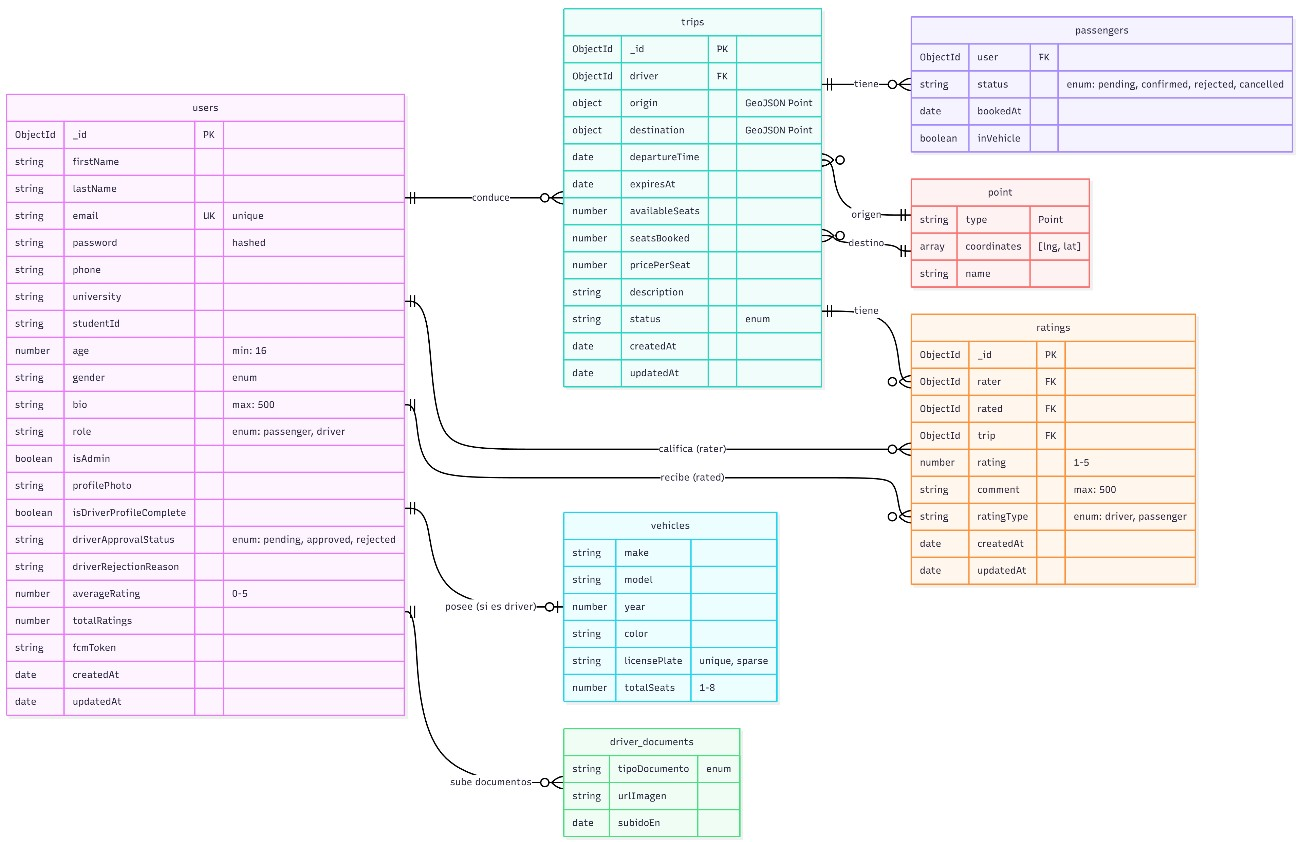 users
ObjectId _id PK
string firstName
string lastName
string email UK unique
string password hashed
string phone
string university
string studentId
number age min: 16
string gender enum
string bio max: 500
string role enum: passenger, driver
boolean isAdmin
string profilePhoto
boolean isDriverProfileComplete
string driverApprovalStatus enum: pending, approved, rejected
string driverRejectionReason
number averageRating 0-5
number totalRatings
string fcmToken
date createdAt
date updatedAt
conduce
califica (rater)
recibe (rated)
posee (si es driver)
sube documentos
trips
ObjectId _id PK
ObjectId driver FK
object origin GeoJSON Point
object destination GeoJSON Point
date departureTime
date expiresAt
number availableSeats
number seatsBooked
number pricePerSeat
string description
string status enum
date createdAt
date updatedAt
tiene
origen
destino
tiene
vehicles
string make
string model
number year
string color
string licensePlate unique, sparse
number totalSeats 1-8
driver_documents
string tipoDocumento enum
string urlImagen
date subidoEn
passengers
ObjectId user FK
string status enum: pending, confirmed, rejected, cancelled
date bookedAt
boolean inVehicle
point
string type Point
array coordinates [lng, lat]
string name
ratings
ObjectId _id PK
ObjectId rater FK
ObjectId rated FK
ObjectId trip FK
number rating 1-5
string comment max: 500
string ratingType enum: driver, passenger
date createdAt
date updatedAt